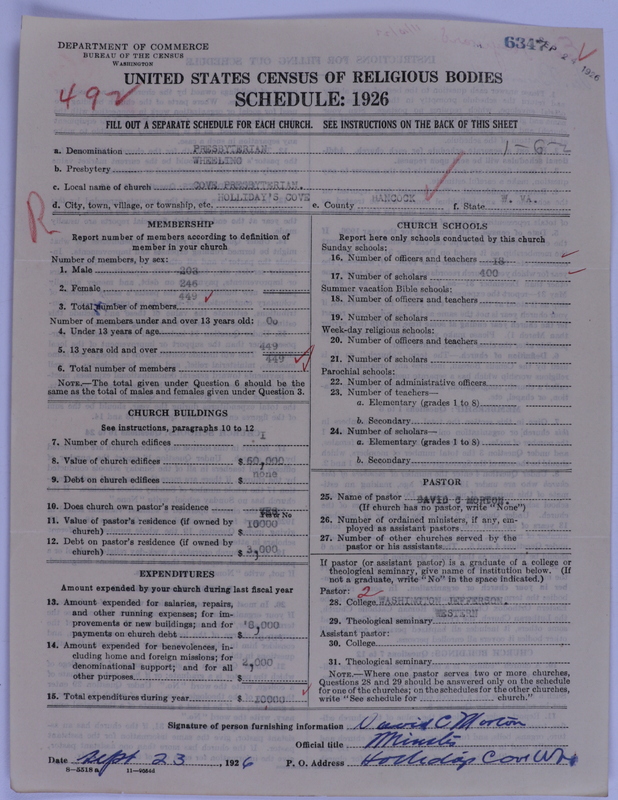 DEPARTMENT OF COMMERCE
BUREAU OF THE CENSUS
WASHINGTON
6347
SEP 25 1926
UNITED STATES CENSUS OF RELIGIOUS BODIES
492
SCHEDULE: 1926
FILL OUT A SEPARATE SCHEDULE FOR EACH CHURCH. SEE INSTRUCTIONS ON THE BACK OF THIS SHEET
1-6-2
a. Denomination PRESBYTERIAN
b. Presbytery WHEELING
c. Local name of church COVE PRESBYTERIAN.
d. City, town, village, or township, etc. HOLLIDAY'S COVE e. County HANCOCK f. State W. VA.
R
MEMBERSHIP
Report number of members according to definition of
member in your church
Number of members, by sex:
1. Male 203
2. Female 246
3. Total number of members 449
Number of members under and over 13 years old:
4. Under 13 years of age 00
5. 13 years old and over 449
6. Total number of members 449
NOTE.—The total given under Question 6 should be the
same as the total of males and females given under Question 3.
CHURCH BUILDINGS
See instructions, paragraphs 10 to 12
7. Number of church edifices 1
8. Value of church edifices $ 60,000
9. Debt on church edifices $ none
10. Does church own pastor's residence Yes No
11. Value of pastor's residence (if owned by
church) $ 10000
12. Debt on pastor's residence (if owned by
church) $ 3,000
EXPENDITURES
Amount expended by your church during last fiscal year
13. Amount expended for salaries, repairs,
and other running expenses; for im-
provements or new buildings; and for
payments on church debt $ 8,000
14. Amount expended for benevolences, in-
cluding home and foreign missions; for
denominational support; and for all
other purposes $ 2,000
15. Total expenditures during year $ 10000
CHURCH SCHOOLS
Report here only schools conducted by this church
Sunday schools:
16. Number of officers and teachers 18
17. Number of scholars 400
Summer vacation Bible schools:
18. Number of officers and teachers
19. Number of scholars
Week-day religious schools:
20. Number of officers and teachers
21. Number of scholars
Parochial schools:
22. Number of administrative officers
23. Number of teachers—
a. Elementary (grades 1 to 8)
b. Secondary
24. Number of scholars—
a. Elementary (grades 1 to 8)
b. Secondary
PASTOR
25. Name of pastor DAVID C MORTON.
(If church has no pastor, write "None")
26. Number of ordained ministers, if any, em-
ployed as assistant pastors
27. Number of other churches served by the
pastor or his assistants
If pastor (or assistant pastor) is a graduate of a college or
theological seminary, give name of institution below. (If
not a graduate, write "No" in the space indicated.)
Pastor: 2
28. College WASHINGTON JEFFERSON.
29. Theological seminary WESTERN
Assistant pastor:
30. College
31. Theological seminary
NOTE.—Where one pastor serves two or more churches,
Questions 28 and 29 should be answered only on the schedule
for one of the churches; on the schedules for the other churches,
write "See schedule for church."
Signature of person furnishing information David C. Morton
Official title Minister
Date Sept 23, 1926 P. O. Address Hollidays Cove W Va
8-5518a 11-9566d